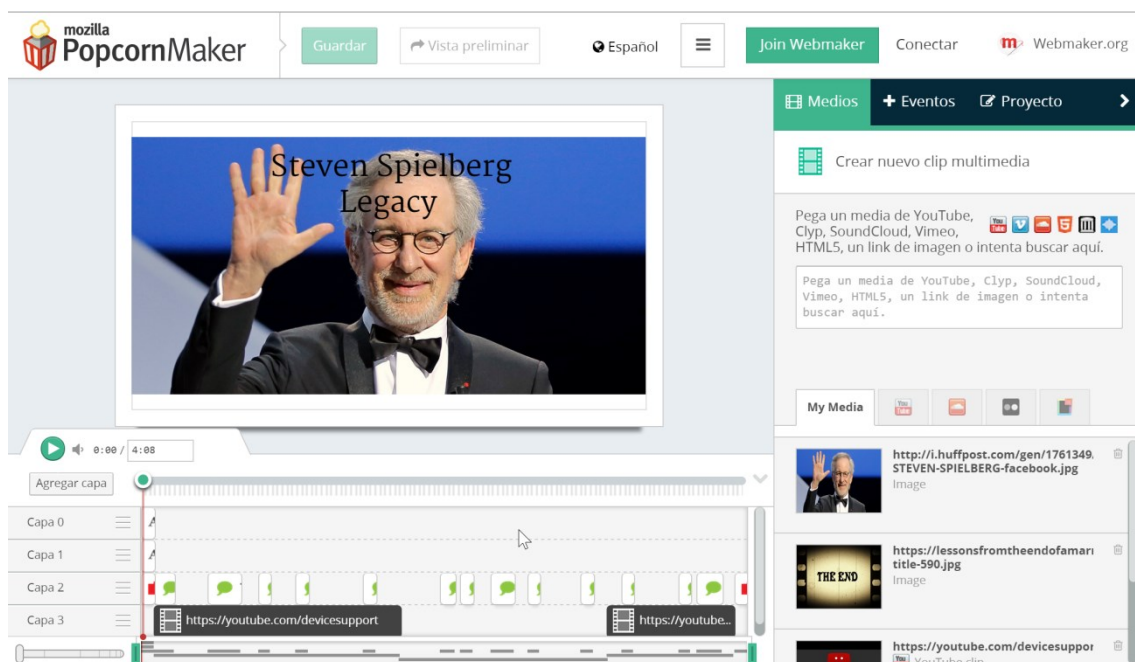 mozilla
PopcornMaker
Guardar
Vista preliminar
Español
Join Webmaker
Conectar
Webmaker.org
Steven Spielberg
Legacy
Medios
Eventos
Proyecto
Crear nuevo clip multimedia
Pega un media de YouTube,
Clyp, SoundCloud, Vimeo,
HTML5, un link de imagen o intenta buscar aquí.
Pega un media de YouTube, Clyp, SoundCloud,
Vimeo, HTML5, un link de imagen o intenta
buscar aquí.
My Media
0:00 / 4:08
Agregar capa
Capa 0
Capa 1
Capa 2
Capa 3
https://youtube.com/devicesupport
https://youtube...
http://i.huffpost.com/gen/1761349.
STEVEN-SPIELBERG-facebook.jpg
Image
THE END
https://lessonsfromtheendofamarr
title-590.jpg
Image
https://youtube.com/devicesuppor
YouTube clip